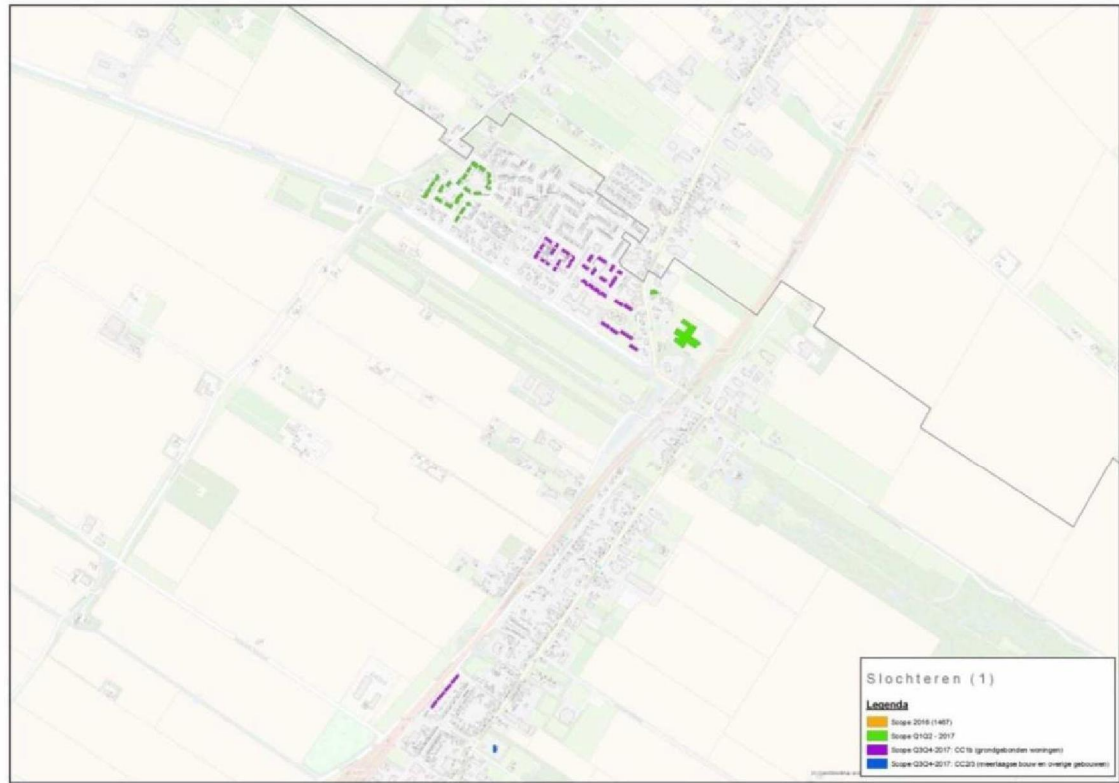 Slochteren (1)
Legenda
Scope 2016 (1467)
Scope Q1Q2 - 2017
Scope Q3Q4-2017: CC1b (grondgebonden woningen)
Scope Q3Q4-2017: CC2/3 (meerlaagse bouw en overige gebouwen)